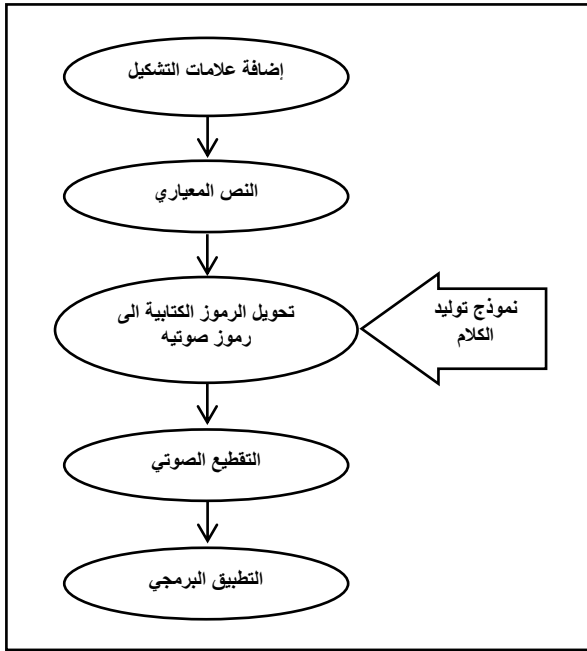 إضافة علامات التشكيل
النص المعياري
تحويل الرموز الكتابية الى
رموز صوتيه
نموذج توليد
الكلام
التقطيع الصوتي
التطبيق البرمجي